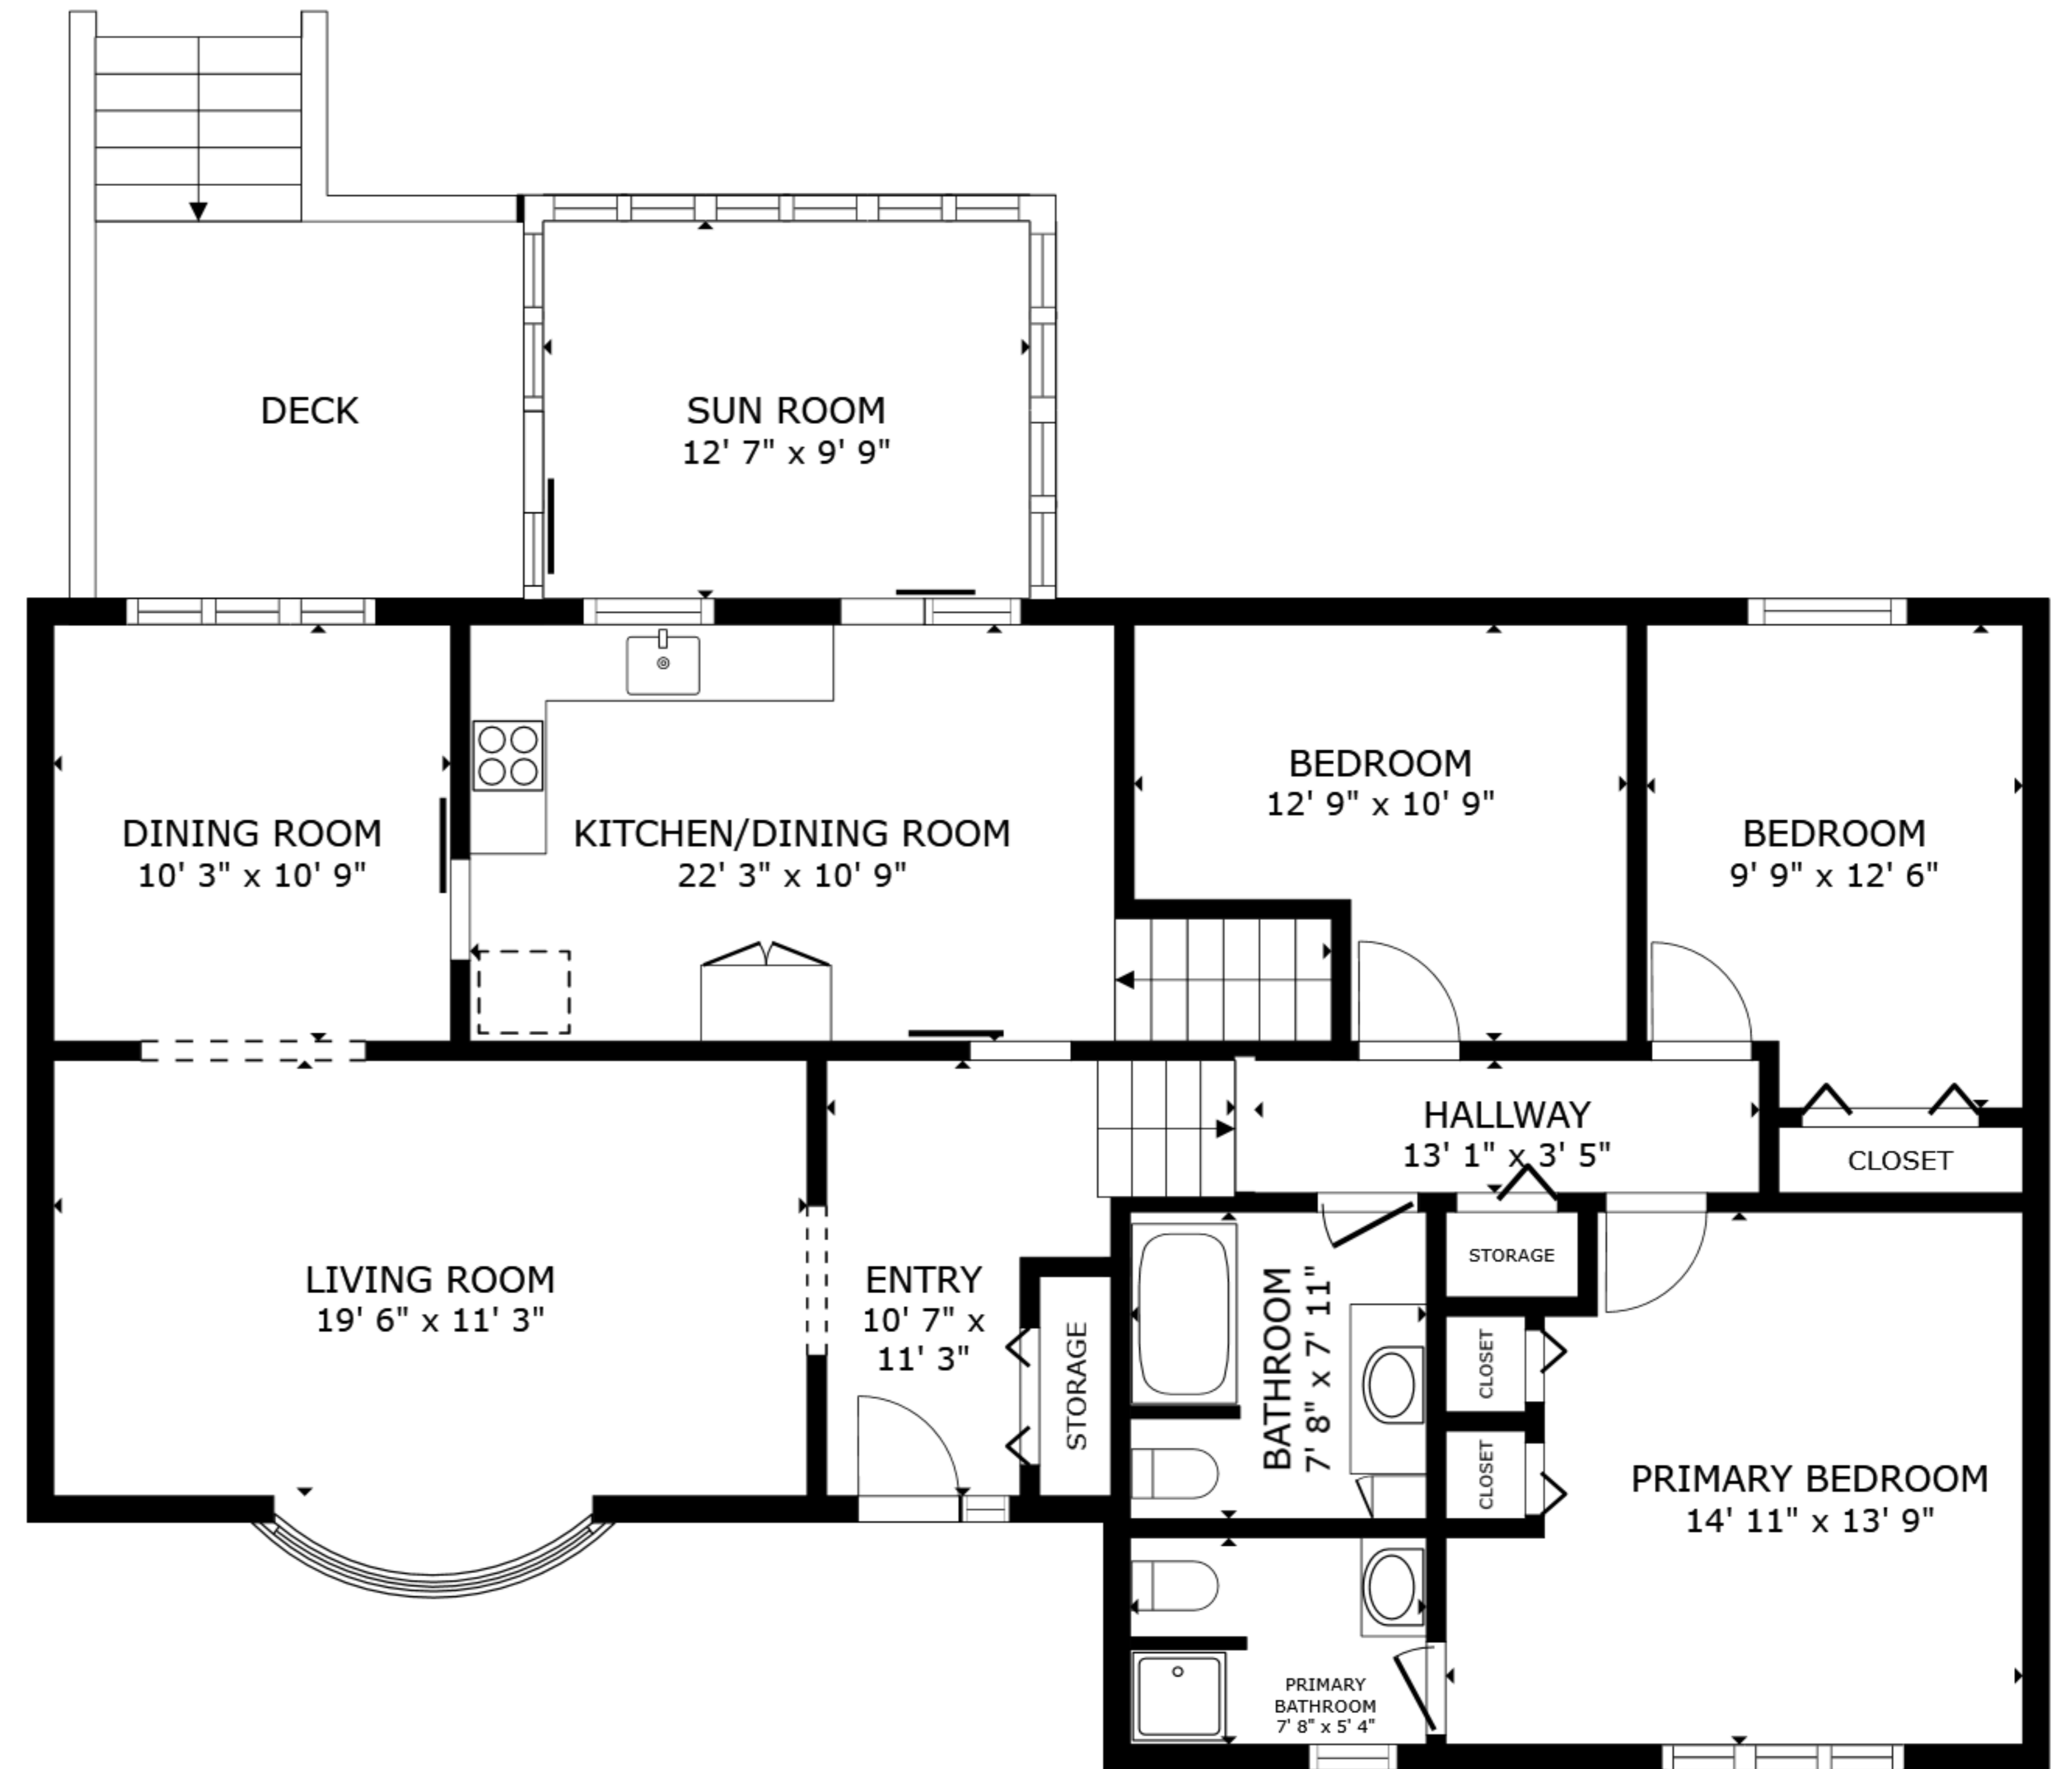 DECK
SUN ROOM
12' 7" x 9' 9"
DINING ROOM
10' 3" x 10' 9"
KITCHEN/DINING ROOM
22' 3" x 10' 9"
BEDROOM
12' 9" x 10' 9"
BEDROOM
9' 9" x 12' 6"
HALLWAY
13' 1" x 3' 5"
CLOSET
LIVING ROOM
19' 6" x 11' 3"
ENTRY
10' 7" x
11' 3"
STORAGE
BATHROOM
7' 8" x 7' 11"
STORAGE
CLOSET
CLOSET
PRIMARY BEDROOM
14' 11" x 13' 9"
PRIMARY
BATHROOM
7' 8" x 5' 4"